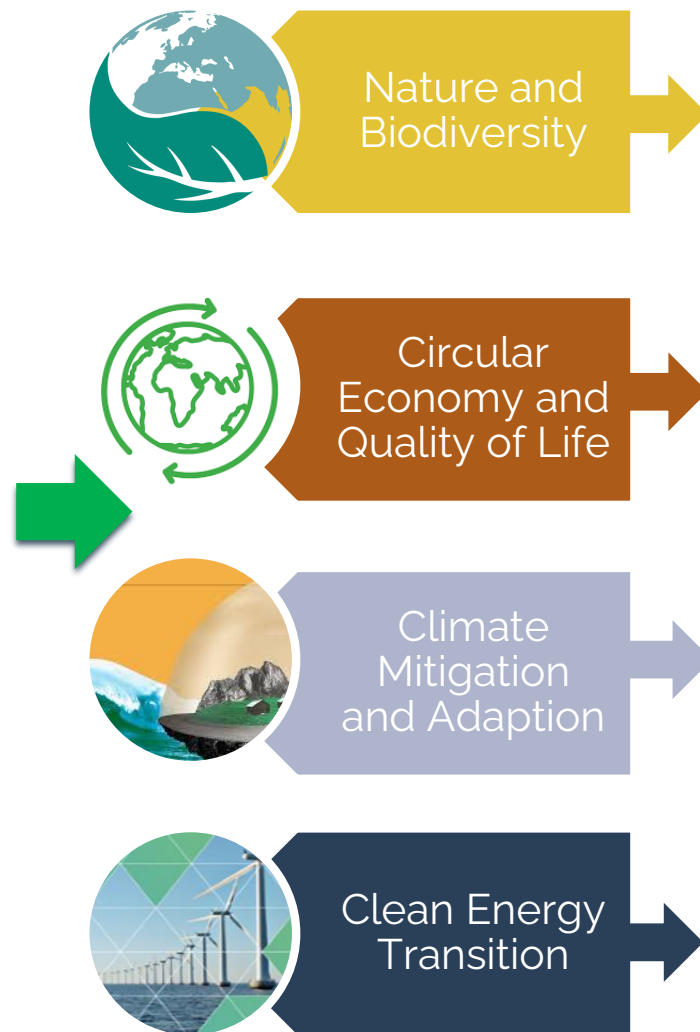 Nature and
Biodiversity
Circular
Economy and
Quality of Life
Climate
Mitigation
and Adaption
Clean Energy
Transition